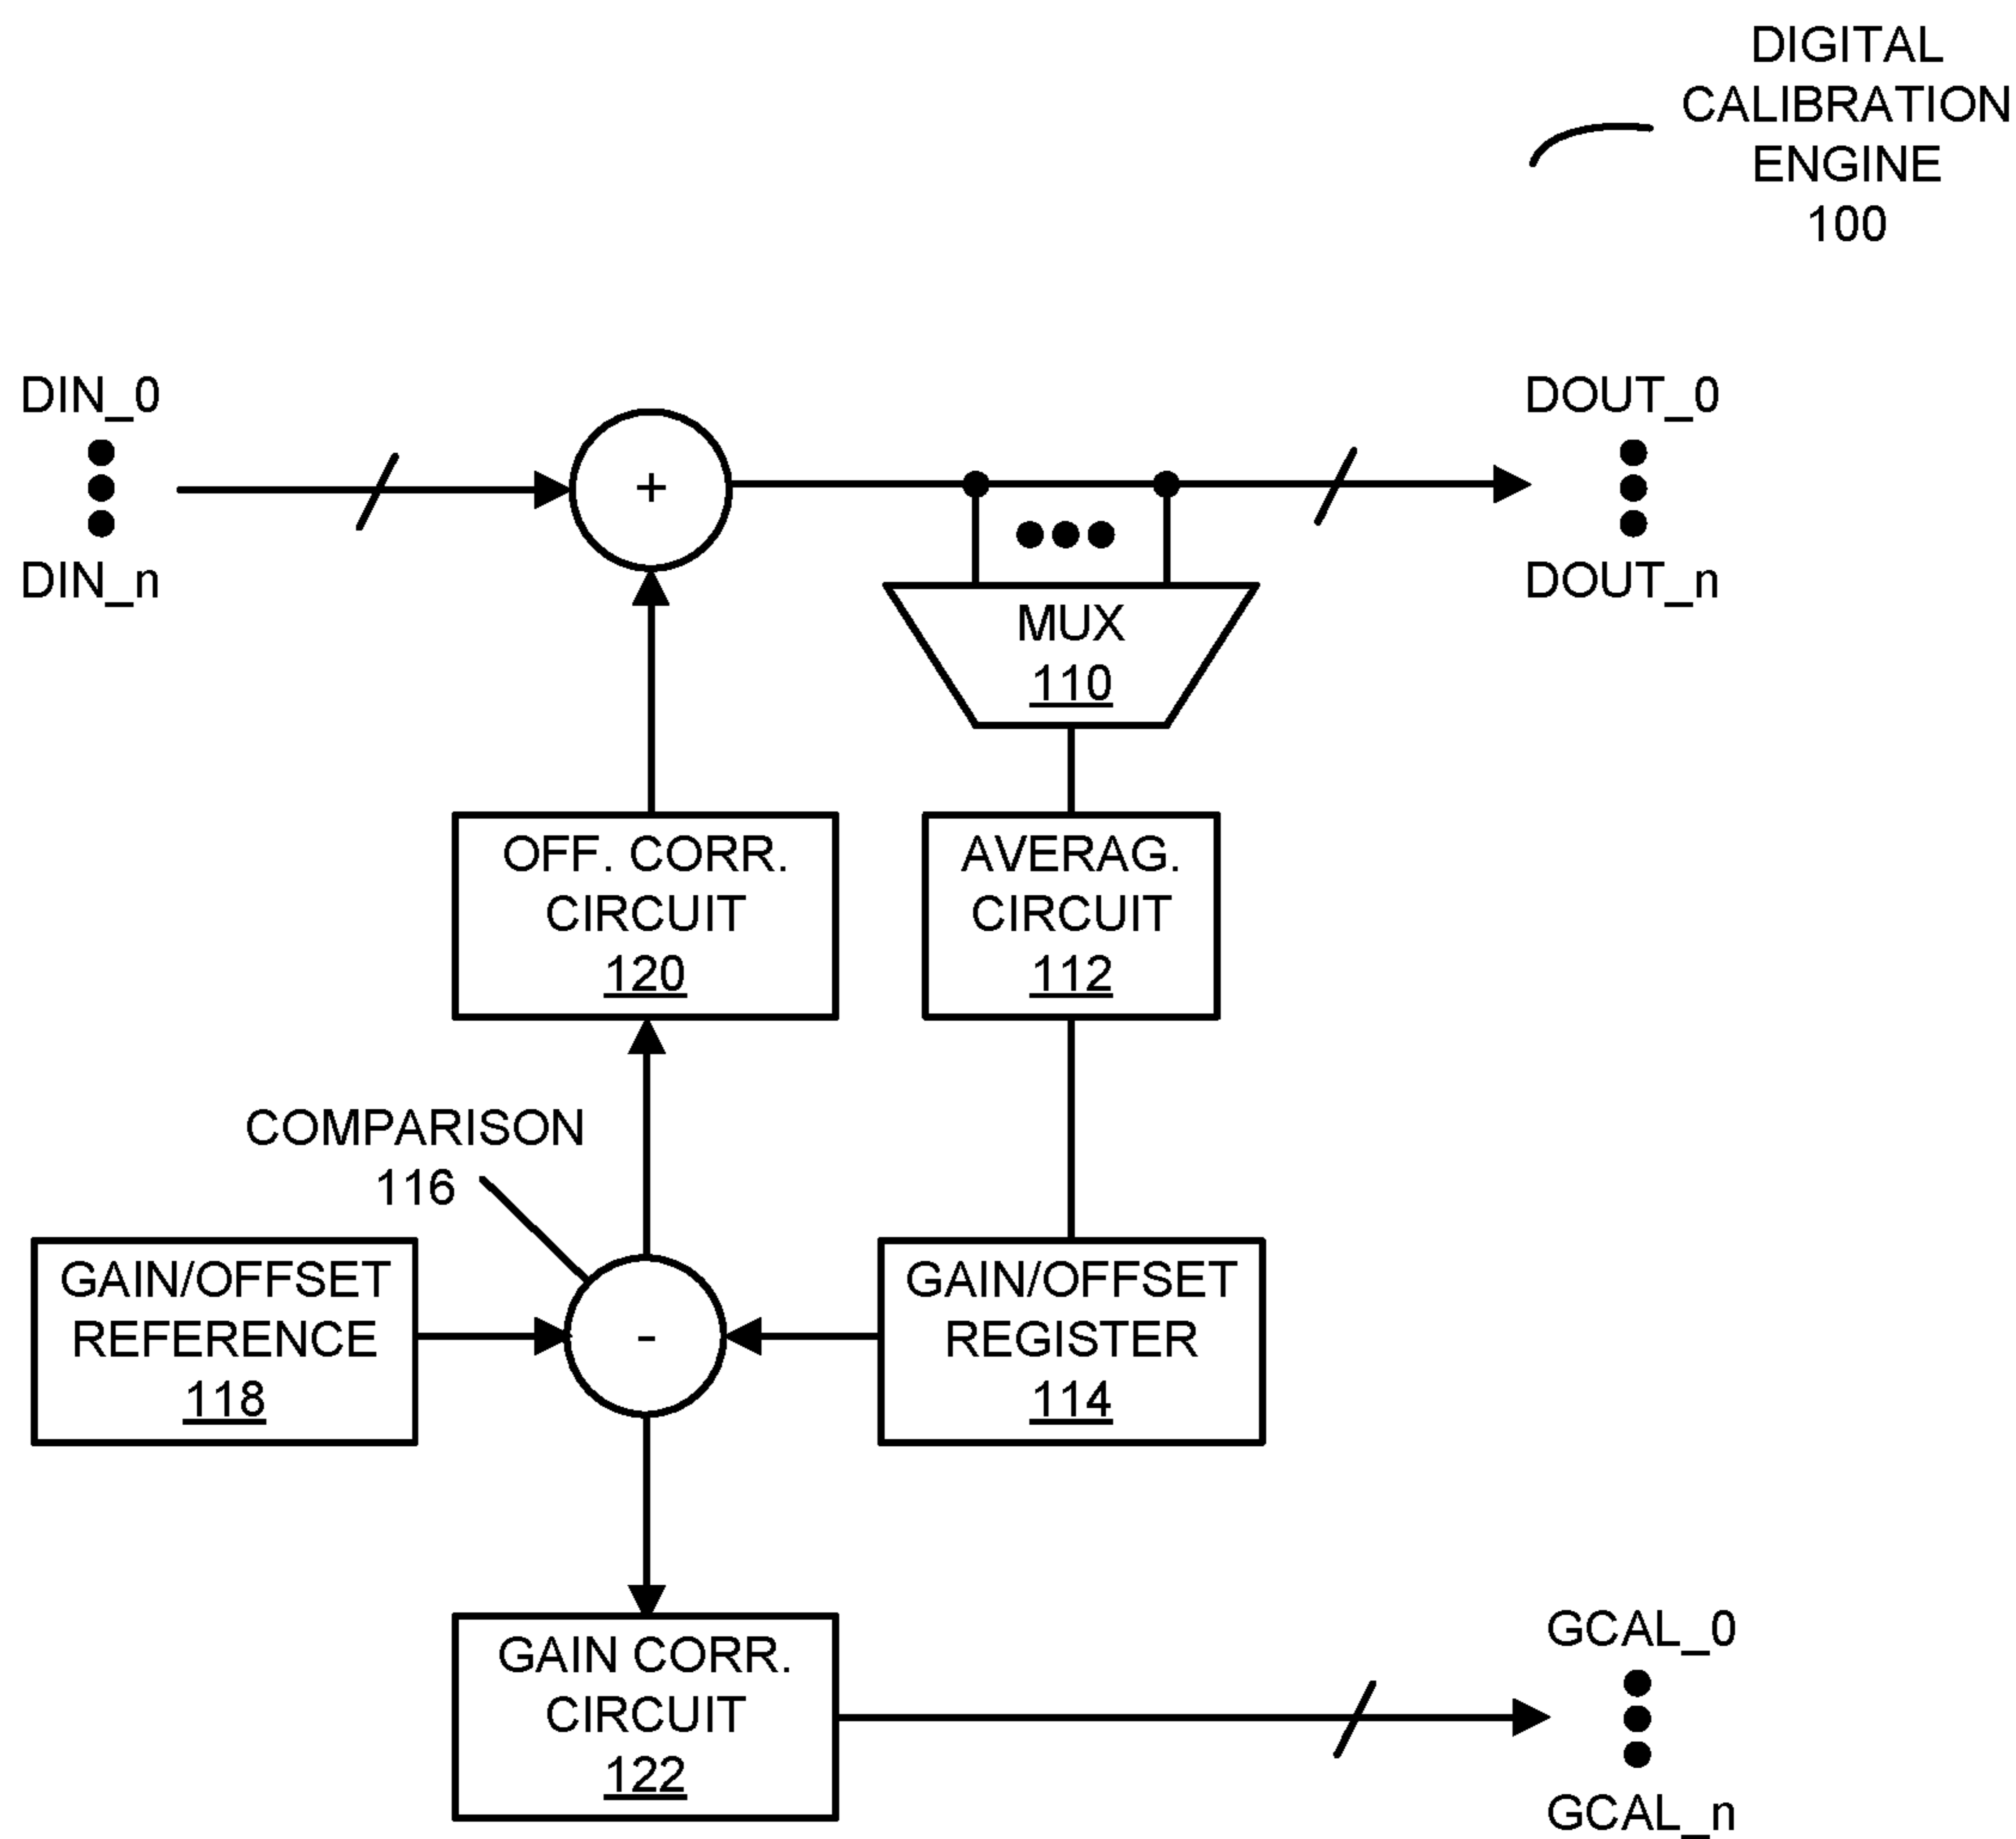 DIGITAL
CALIBRATION
ENGINE
100
DIN_0
DIN_n
+
DOUT_0
DOUT_n
MUX
110
OFF. CORR.
CIRCUIT
120
AVERAG.
CIRCUIT
112
COMPARISON
116
GAIN/OFFSET
REFERENCE
118
-
GAIN/OFFSET
REGISTER
114
GAIN CORR.
CIRCUIT
122
GCAL_0
GCAL_n